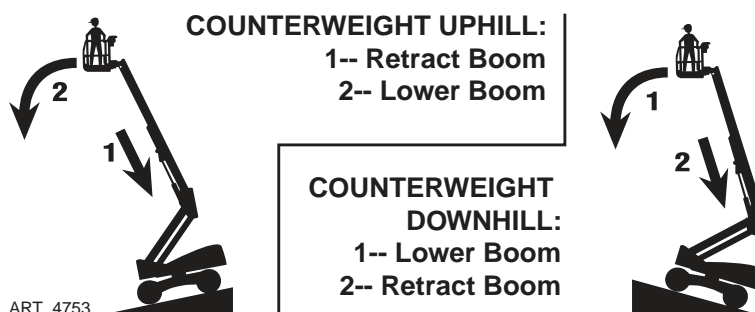 COUNTERWEIGHT UPHILL:
1-- Retract Boom
2-- Lower Boom
2
1
COUNTERWEIGHT
DOWNHILL:
1-- Lower Boom
2-- Retract Boom
1
2
ART_4753